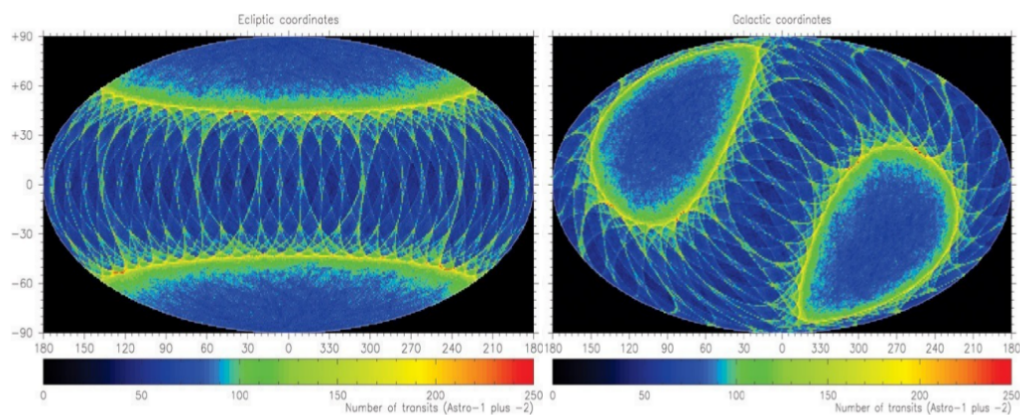 Ecliptic coordinates
+90
+60
+30
0
−30
−60
−90
180 150 120 90 60 30 0 330 300 270 240 210 180
0 50 100 150 200 250
Number of transits (Astro-1 plus -2)
Galactic coordinates
180 150 120 90 60 30 0 330 300 270 240 210 180
0 50 100 150 200 250
Number of transits (Astro-1 plus -2)